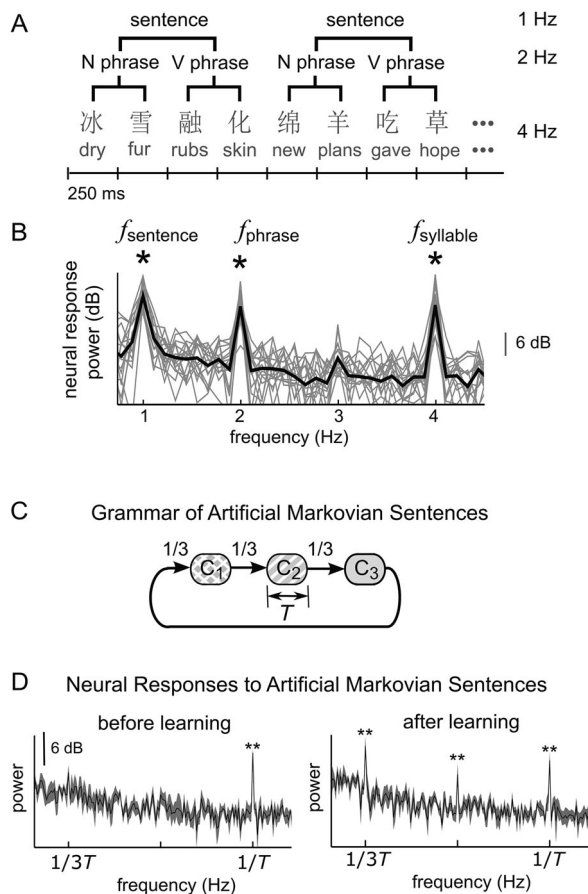 A
sentence sentence 1 Hz
N phrase V phrase N phrase V phrase 2 Hz
冰 雪 融 化 绵 羊 吃 草 •••
4 Hz
dry fur rubs skin new plans gave hope •••
250 ms
B
fsentence fphrase fsyllable
* * *
neural response
power (dB)
6 dB
1 2 3 4
frequency (Hz)
C Grammar of Artificial Markovian Sentences
1/3 1/3 1/3
C1 C2 C3
T
D Neural Responses to Artificial Markovian Sentences
before learning after learning
6 dB ** ** ** **
power power
1/3T 1/T 1/3T 1/T
frequency (Hz) frequency (Hz)